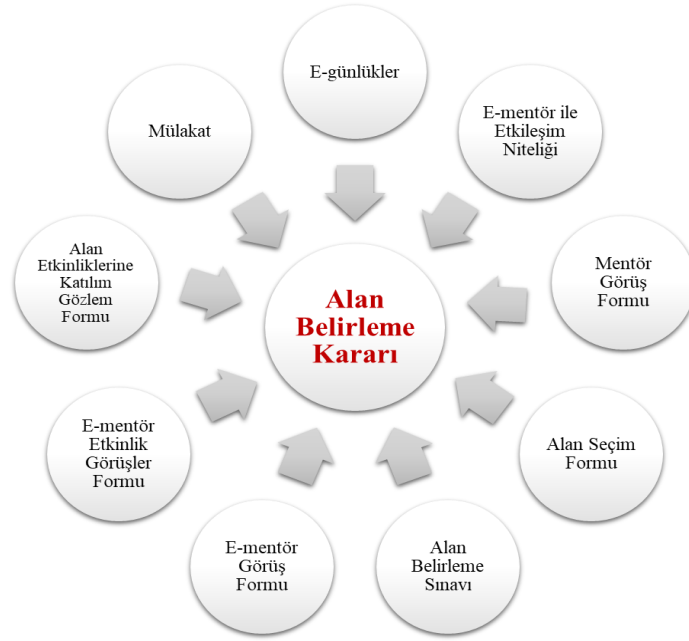 E-günlükler
E-mentör ile
Etkileşim
Niteliği
Mentör
Görüş
Formu
Alan Seçim
Formu
Alan
Belirleme
Sınavı
E-mentör
Görüş
Formu
E-mentör
Etkinlik
Görüşler
Formu
Alan
Etkinliklerine
Katılım
Gözlem
Formu
Mülakat
Alan
Belirleme
Kararı